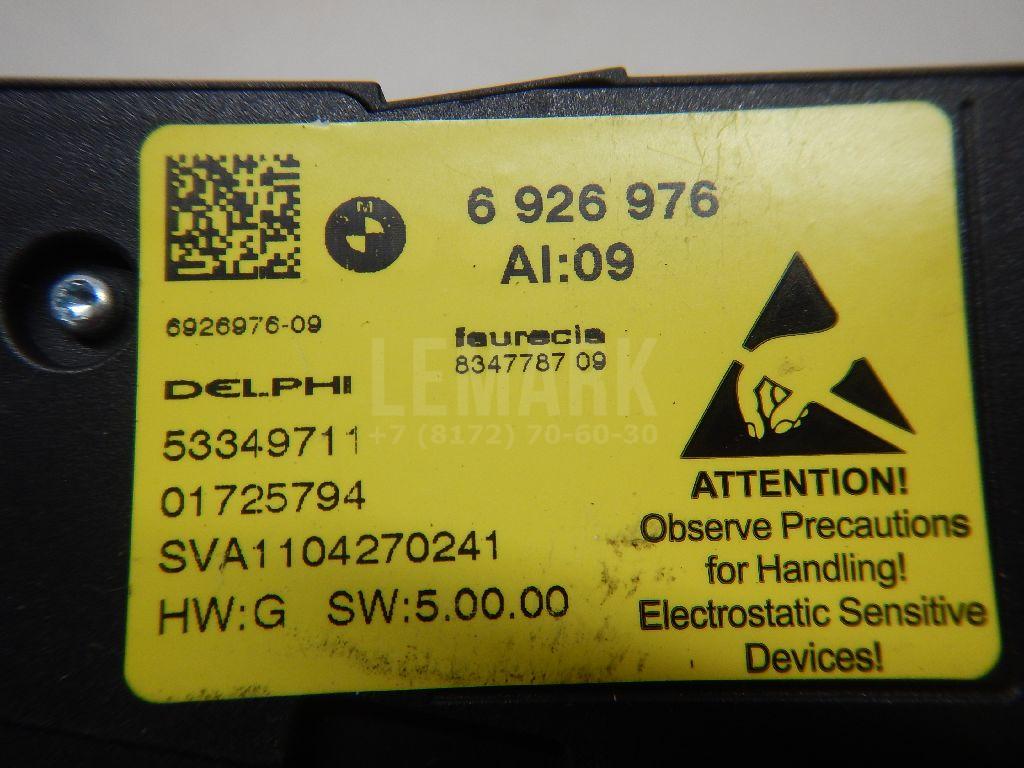 M
6 926 976
AI:09
6926976-09
faurecia
8347787 09
DELPHI
53349711
01725794
SVA1104270241
HW:G SW:5.00.00
ATTENTION!
Observe Precautions
for Handling!
Electrostatic Sensitive
Devices!
LEMARK
+7 (8172) 70-60-30